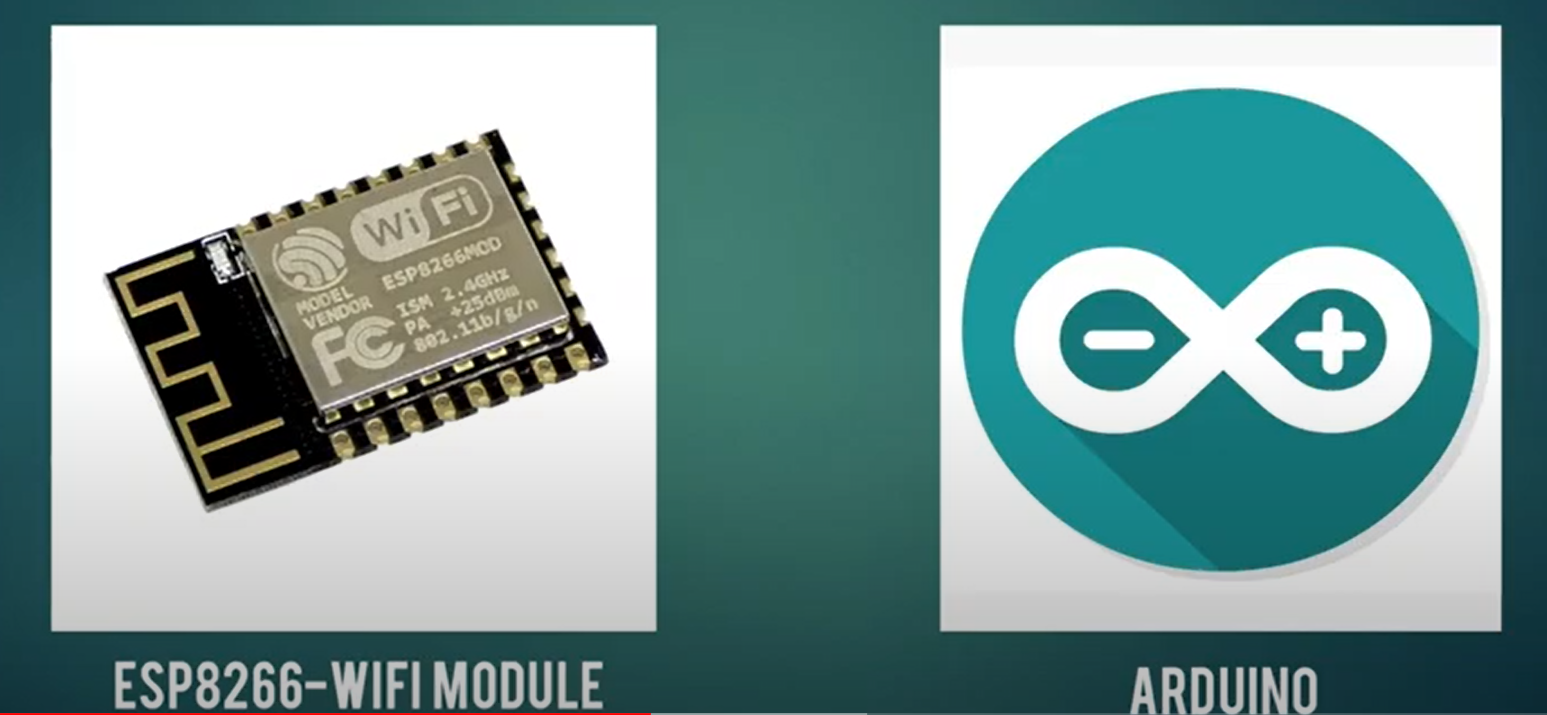 WiFi
ESP8266MOD
MODEL
VENDOR
ISM 2.4GHz
PA +25dBm
802.11b/g/n
FC
ESP8266-WIFI MODULE
ARDUINO